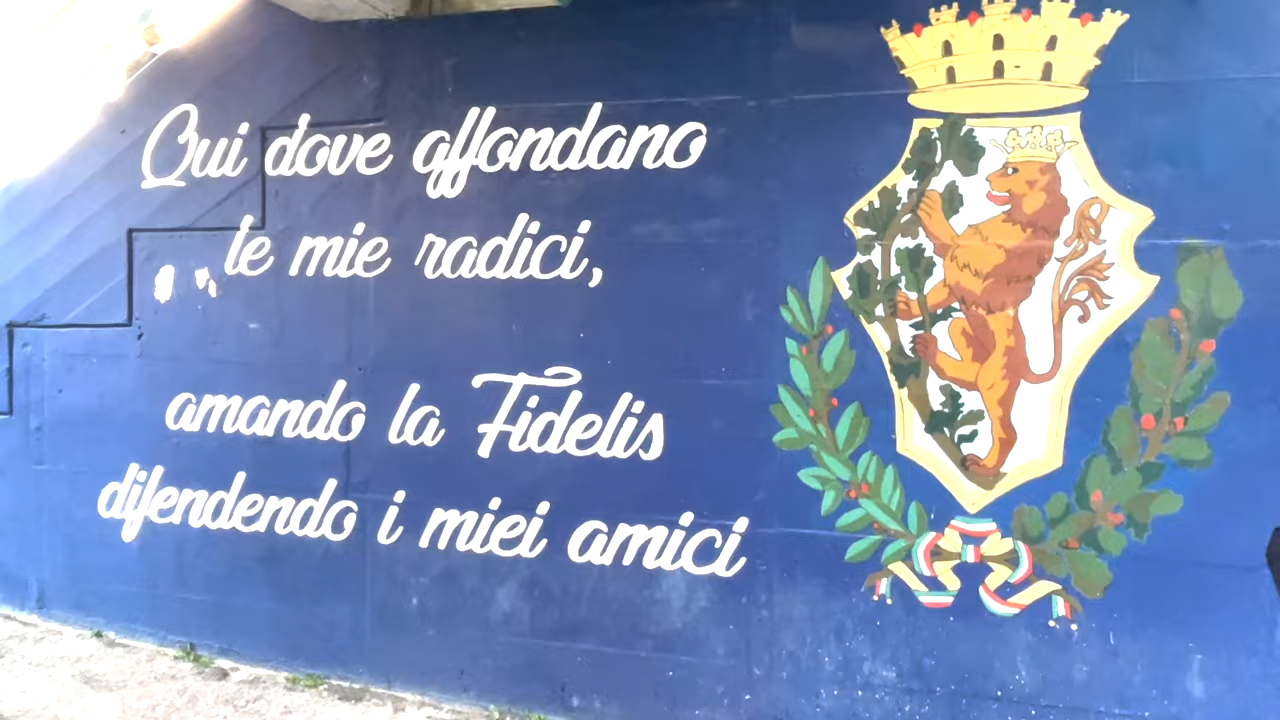 Qui dove affondano
le mie radici,
amando la Fidelis
difendendo i miei amici